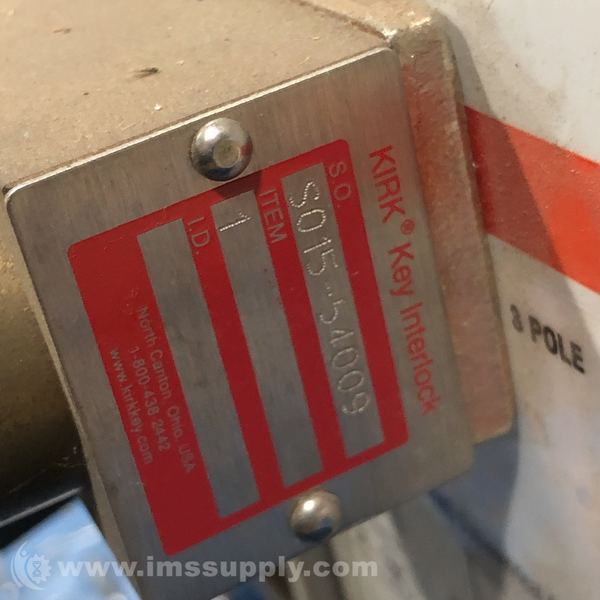 KIRK® Key Interlock
S.O.
SO15-54009
ITEM
1
I.D.
North Canton, Ohio, USA
1-800-438-2442
www.kirkkey.com
3 POLE
www.imssupply.com